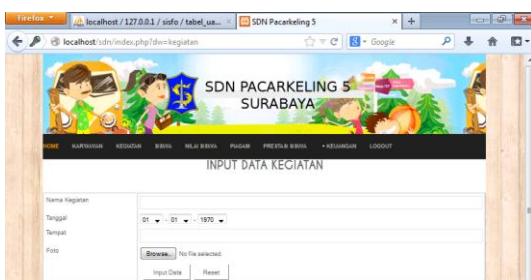 Firefox
localhost / 127.0.0.1 / sisfo / tabel_ua...
SDN Pacarkeling 5
localhost/sdn/index.php?dw=kegiatan
Google
SDN PACARKELING 5
SURABAYA
HOME KARYAWAN KEGIATAN SISWA NILAI SISWA PIAGAM PRESTASI SISWA KEUANGAN LOGOUT
INPUT DATA KEGIATAN
Nama Kegiatan
Tanggal 01 - 01 - 1970
Tempat
Foto Browse... No file selected.
Input Data Reset